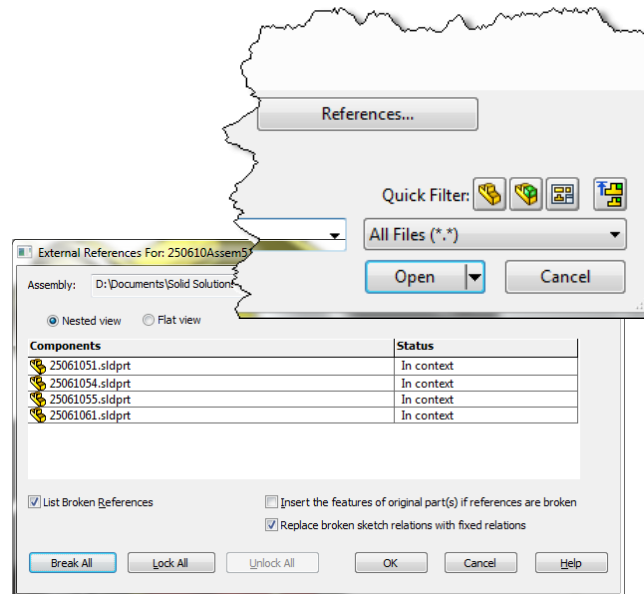 References...
Quick Filter:
All Files (*.*)
Open
Cancel
External References For: 250610Assem51
Assembly: D:\Documents\Solid Solutions
Nested view Flat view
Components Status
25061051.sldprt In context
25061054.sldprt In context
25061055.sldprt In context
25061061.sldprt In context
List Broken References Insert the features of original part(s) if references are broken
Replace broken sketch relations with fixed relations
Break All Lock All Unlock All OK Cancel Help